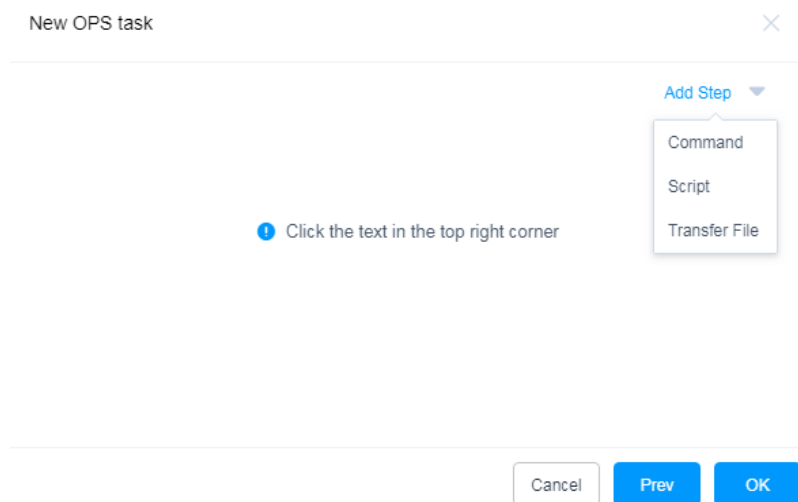 New OPS task
Add Step
Command
Script
Transfer File
Click the text in the top right corner
Cancel
Prev
OK